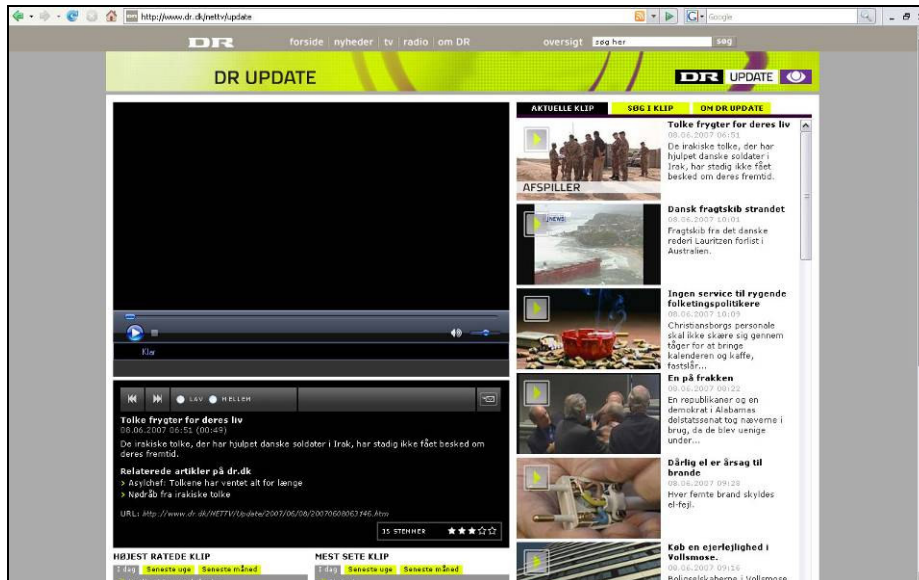 http://www.dr.dk/nettv/update
Google
DR
forside nyheder tv radio om DR
oversigt søg her søg
DR UPDATE
DR UPDATE
AKTUELLE KLIP SØG I KLIP OM DR UPDATE
Tolke frygter for deres liv
08.06.2007 06:51
De irakiske tolke, der har
hjulpet danske soldater i
Irak, har stadig ikke fået
besked om deres fremtid.
AFSPILLER
Dansk fragtskib strandet
08.06.2007 10:01
Fragtskib fra det danske
rederi Lauritzen forlist i
Australien.
Ingen service til rygende
folketingspolitikere
08.06.2007 10:09
Christiansborgs personale
skal ikke skære sig gennem
tåger for at bringe
kalenderen og kaffe,
fastslår...
En på frakken
08.06.2007 09:22
En republikaner og en
demokrat i Alabamas
delstatssenat tog næverne i
brug, da de blev uenige
under...
Dårlig el er årsag til
brande
08.06.2007 09:28
Hver femte brand skyldes
el-fejl.
Køb en ejerlejlighed i
Vollsmose.
08.06.2007 09:16
Boligselskaberne i Vollsmose
Klar
LAV MELLEM
Tolke frygter for deres liv
08.06.2007 06:51 (00:49)
De irakiske tolke, der har hjulpet danske soldater i Irak, har stadig ikke fået besked om
deres fremtid.
Relaterede artikler på dr.dk
> Asylchef: Tolkene har ventet alt for længe
> Nødråb fra irakiske tolke
URL: http://www.dr.dk/NETTV/Update/2007/06/08/20070608063146.htm
35 STEMMER
HØJEST RATEDE KLIP MEST SETE KLIP
I dag Seneste uge Seneste måned I dag Seneste uge Seneste måned